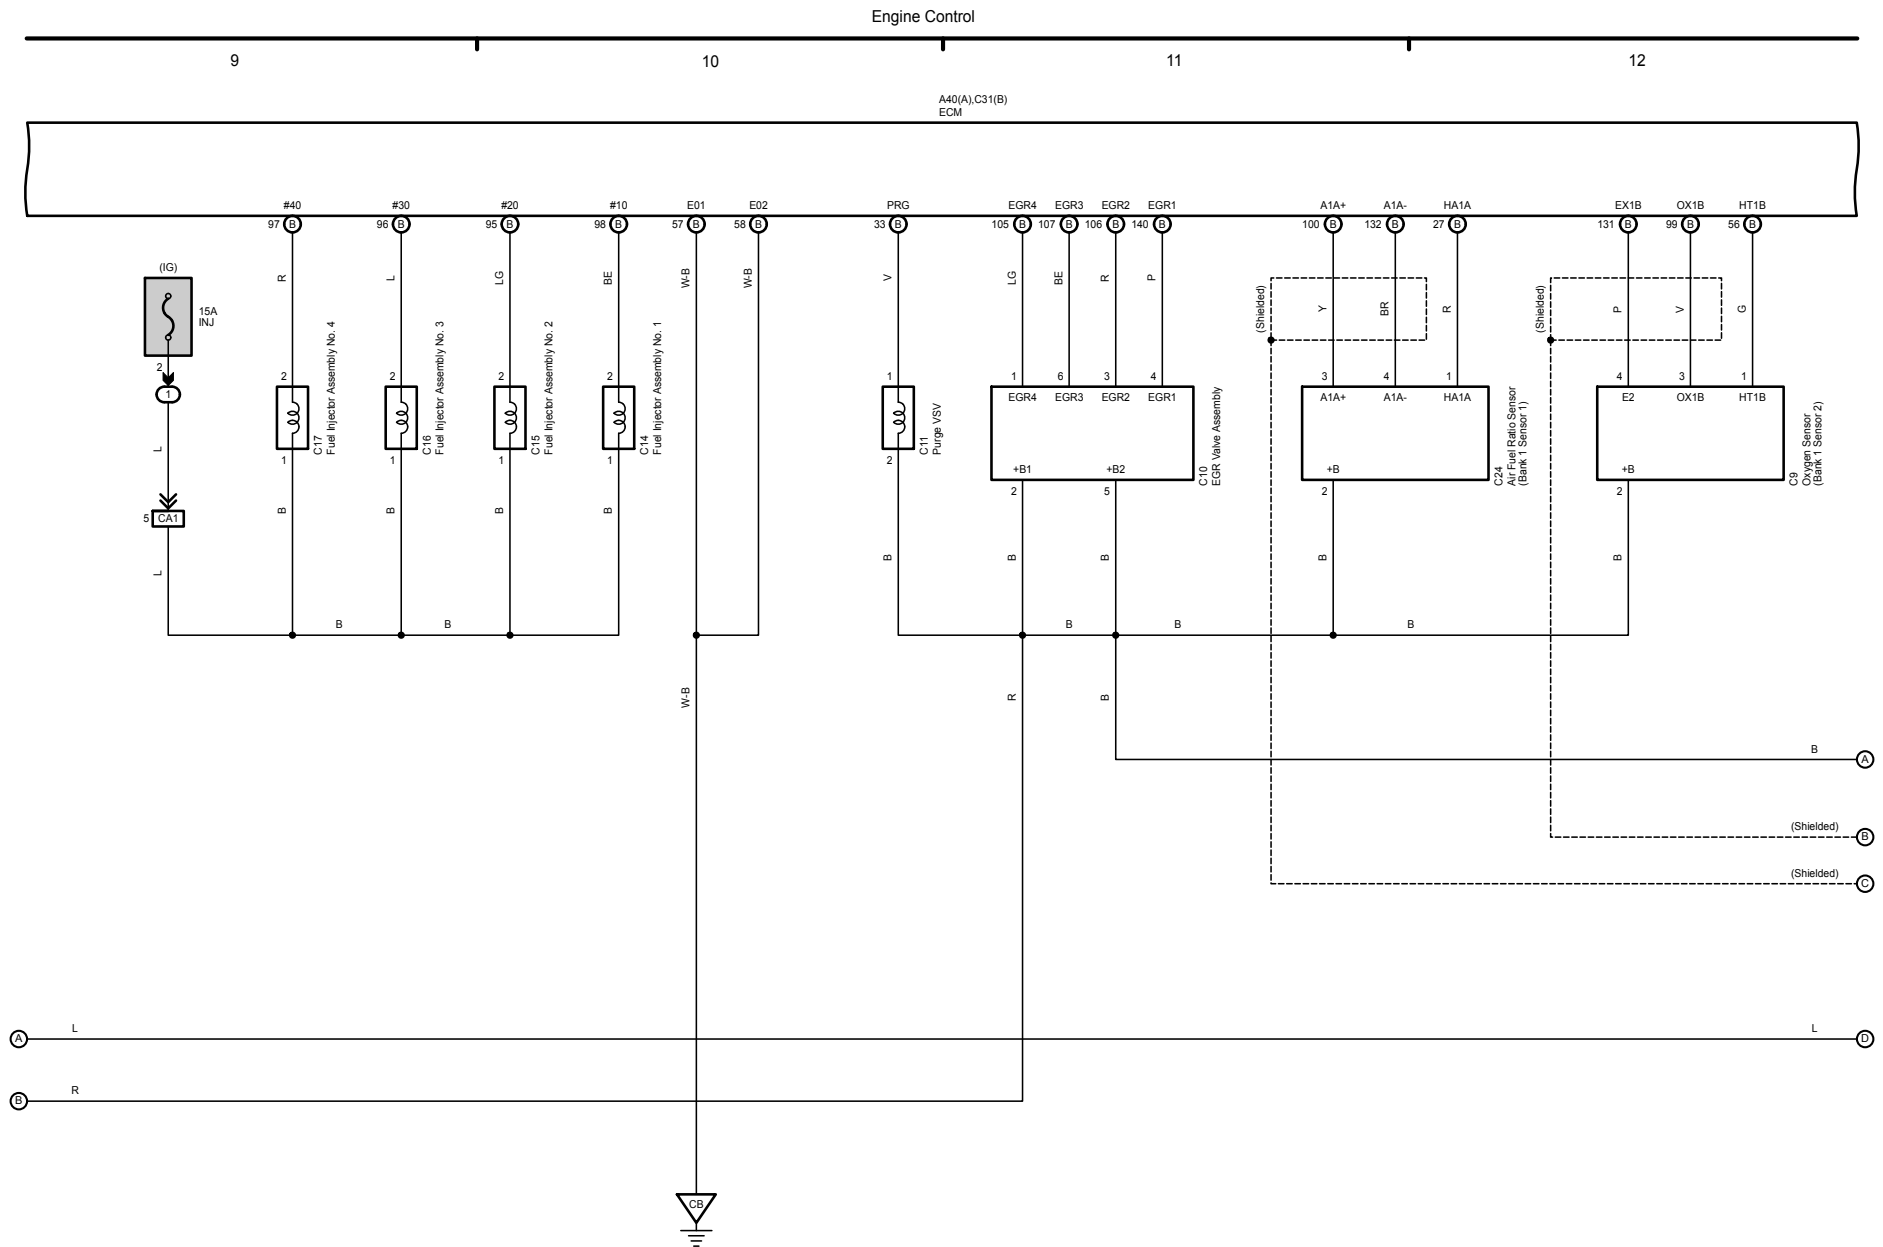 Engine Control
9 10 11 12
A40(A),C31(B)
ECM
#40 #30 #20 #10 E01 E02 PRG EGR4 EGR3 EGR2 EGR1 A1A+ A1A- HA1A EX1B OX1B HT1B
97 B 96 B 95 B 98 B 57 B 58 B 33 B 105 B 107 B 106 B 140 B 100 B 132 B 27 B 131 B 99 B 56 B
(IG)
R L LG BE W-B W-B V LG BE R P
(Shielded) Y BR R (Shielded) P V G
15A
INJ
2
1
2 2 2 2 1 1 6 3 4 3 4 1 4 3 1
EGR4 EGR3 EGR2 EGR1 A1A+ A1A- HA1A E2 OX1B HT1B
C17
Fuel Injector Assembly No. 4
C16
Fuel Injector Assembly No. 3
C15
Fuel Injector Assembly No. 2
C14
Fuel Injector Assembly No. 1
C11
Purge VSV
C10
EGR Valve Assembly
C24
Air Fuel Ratio Sensor
(Bank 1 Sensor 1)
C9
Oxygen Sensor
(Bank 1 Sensor 2)
L
+B1 +B2 +B +B
1 1 1 1 2 2 5 2 2
5 CA1
B B B B
L B B B B B
B B B B B
W-B R B
B A
(Shielded) B
(Shielded) C
A L L D
B R
CB